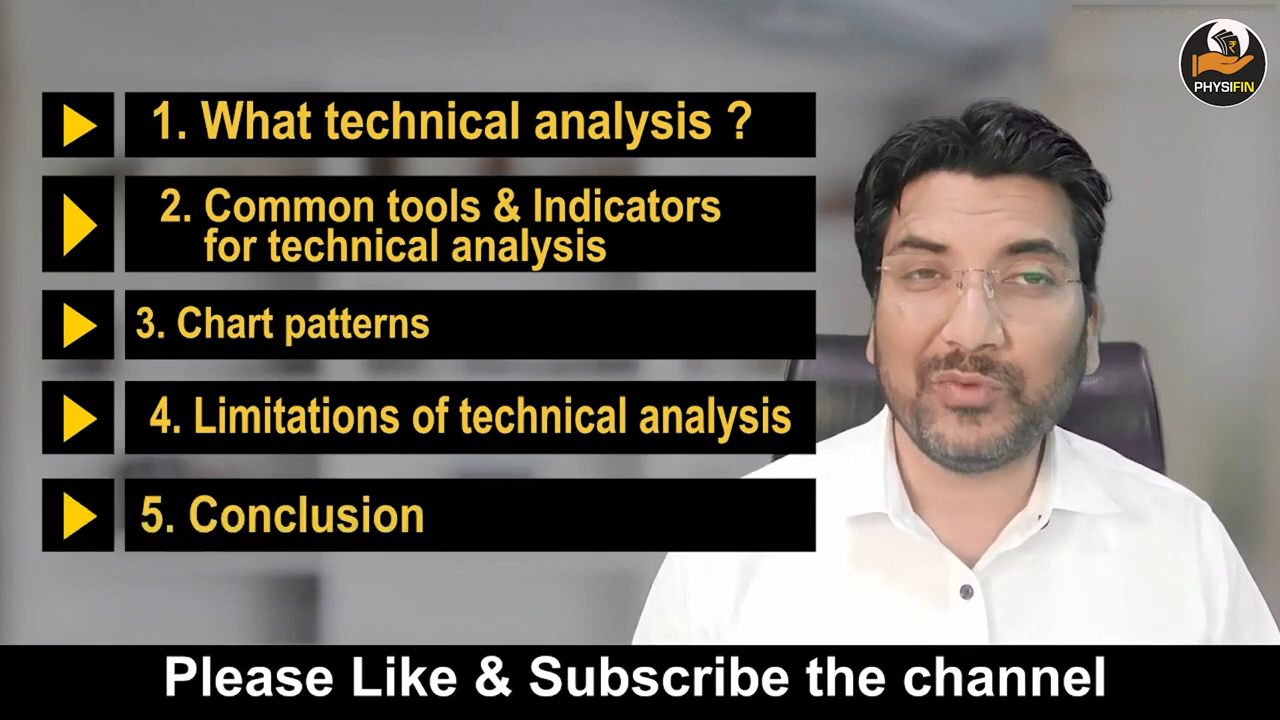 PHYSIFIN
1. What technical analysis ?
2. Common tools & Indicators
for technical analysis
3. Chart patterns
4. Limitations of technical analysis
5. Conclusion
Please Like & Subscribe the channel